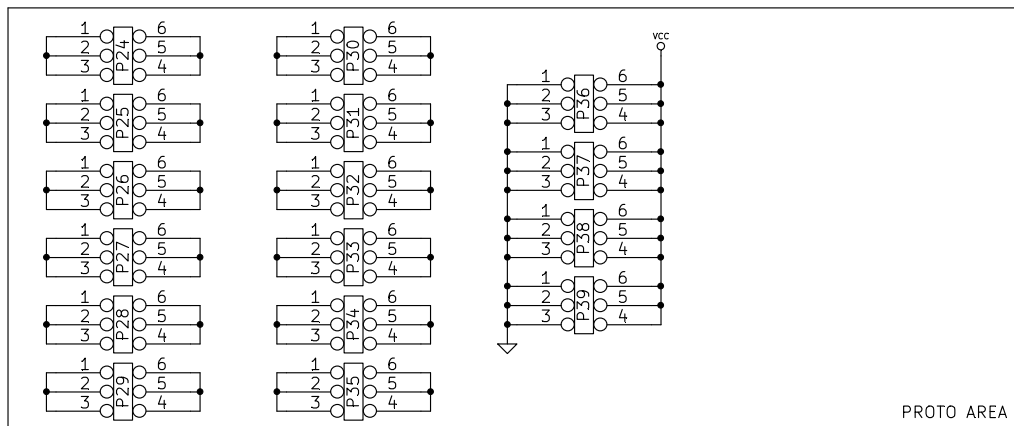 1 P24 6
2 5
3 4
1 P25 6
2 5
3 4
1 P26 6
2 5
3 4
1 P27 6
2 5
3 4
1 P28 6
2 5
3 4
1 P29 6
2 5
3 4
1 P30 6
2 5
3 4
1 P31 6
2 5
3 4
1 P32 6
2 5
3 4
1 P33 6
2 5
3 4
1 P34 6
2 5
3 4
1 P35 6
2 5
3 4
VCC
1 P36 6
2 5
3 4
1 P37 6
2 5
3 4
1 P38 6
2 5
3 4
1 P39 6
2 5
3 4
PROTO AREA